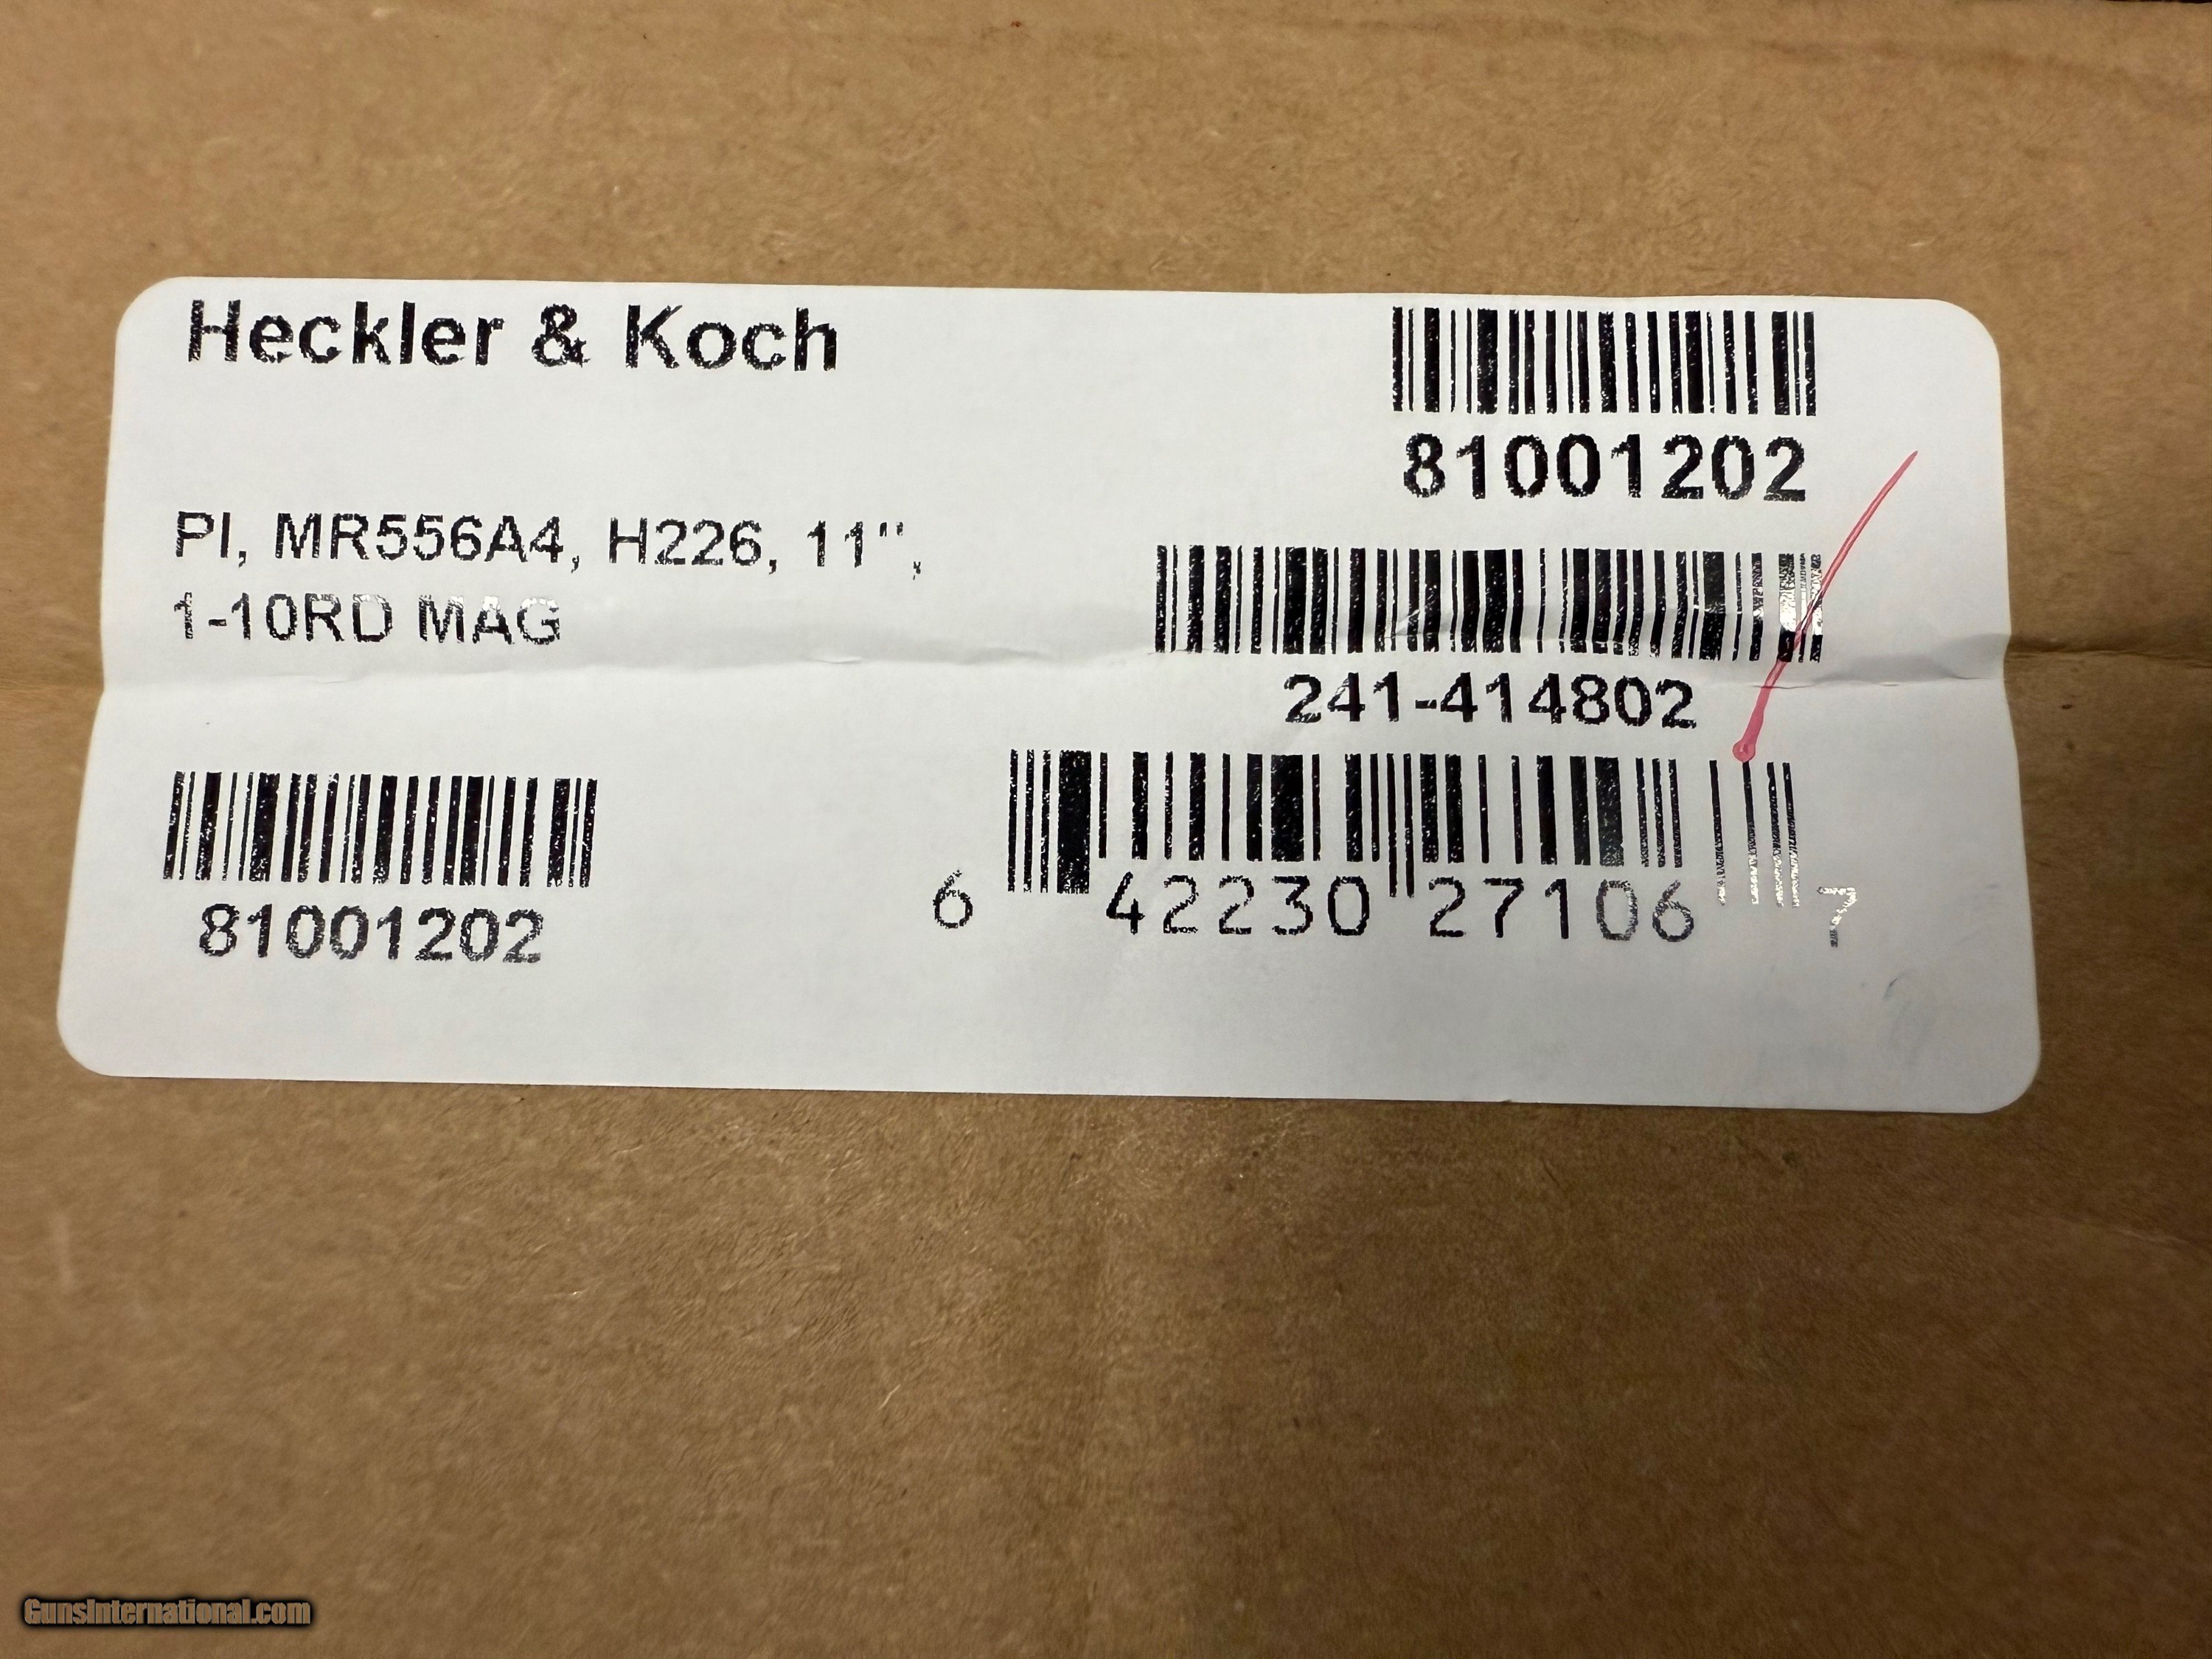 Heckler & Koch
81001202
PI, MR556A4, H226, 11",
1-10RD MAG
241-414802
81001202
6 42230 27106 7
GunsInternational.com